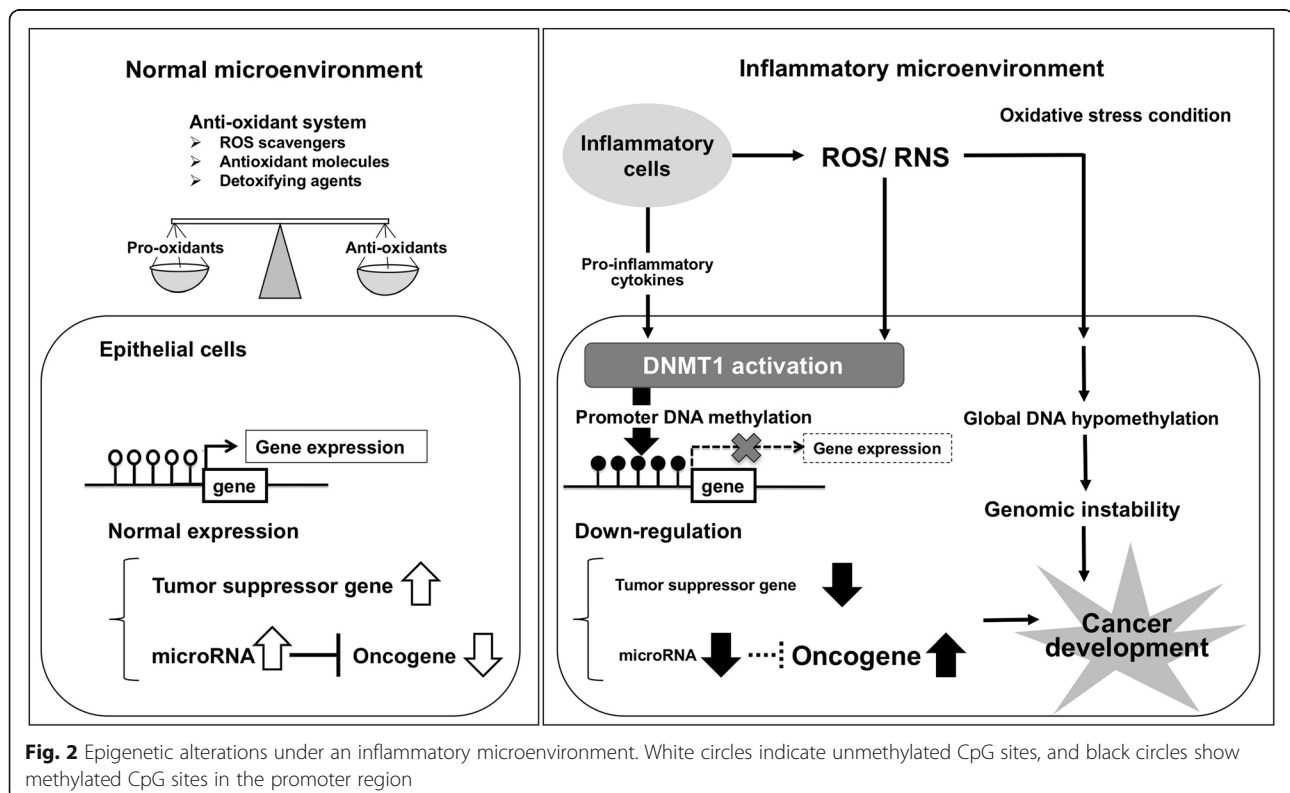 Normal microenvironment
Anti-oxidant system
➢ ROS scavengers
➢ Antioxidant molecules
➢ Detoxifying agents
Pro-oxidants
Anti-oxidants
Epithelial cells
Gene expression
gene
Normal expression
Tumor suppressor gene
microRNA
Oncogene
Inflammatory microenvironment
Oxidative stress condition
Inflammatory
cells
ROS/ RNS
Pro-inflammatory
cytokines
DNMT1 activation
Promoter DNA methylation
Gene expression
gene
Global DNA hypomethylation
Genomic instability
Down-regulation
Tumor suppressor gene
microRNA
Oncogene
Cancer
development
Fig. 2 Epigenetic alterations under an inflammatory microenvironment. White circles indicate unmethylated CpG sites, and black circles show
methylated CpG sites in the promoter region